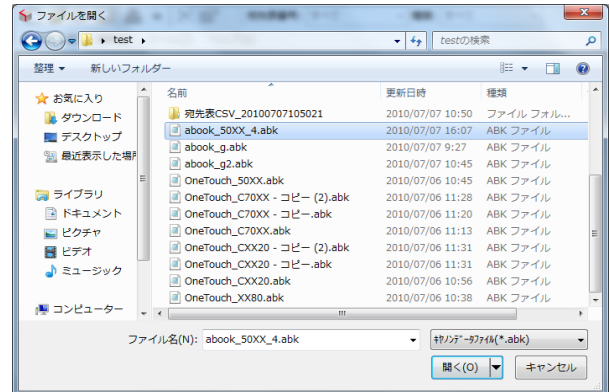 ファイルを開く
test
testの検索
整理
新しいフォルダー
名前 更新日時 種類
お気に入り
ダウンロード
デスクトップ
最近表示した場所
ライブラリ
ドキュメント
ピクチャ
ビデオ
ミュージック
コンピューター
宛先表CSV_20100707105021 2010/07/07 10:50 ファイル フォル...
abook_50XX_4.abk 2010/07/07 16:07 ABK ファイル
abook_g.abk 2010/07/07 9:27 ABK ファイル
abook_g2.abk 2010/07/07 10:45 ABK ファイル
OneTouch_50XX.abk 2010/07/06 10:45 ABK ファイル
OneTouch_C70XX - コピー (2).abk 2010/07/06 11:28 ABK ファイル
OneTouch_C70XX - コピー.abk 2010/07/06 11:20 ABK ファイル
OneTouch_C70XX.abk 2010/07/06 11:13 ABK ファイル
OneTouch_CXX20 - コピー (2).abk 2010/07/06 11:31 ABK ファイル
OneTouch_CXX20 - コピー.abk 2010/07/06 11:31 ABK ファイル
OneTouch_CXX20.abk 2010/07/06 10:56 ABK ファイル
OneTouch_XX80.abk 2010/07/06 10:38 ABK ファイル
ファイル名(N): abook_50XX_4.abk ｷﾔﾉﾝﾃﾞｰﾀﾌｧｲﾙ(*.abk)
開く(O) キャンセル